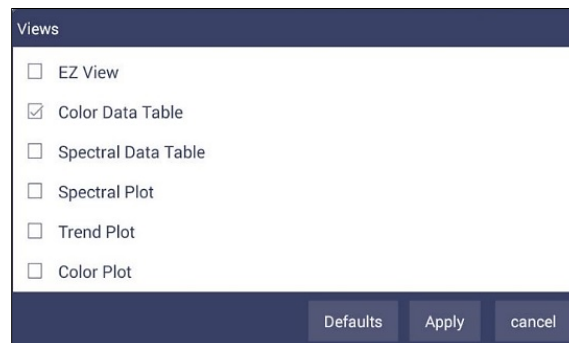 Views
EZ View
Color Data Table
Spectral Data Table
Spectral Plot
Trend Plot
Color Plot
Defaults Apply cancel